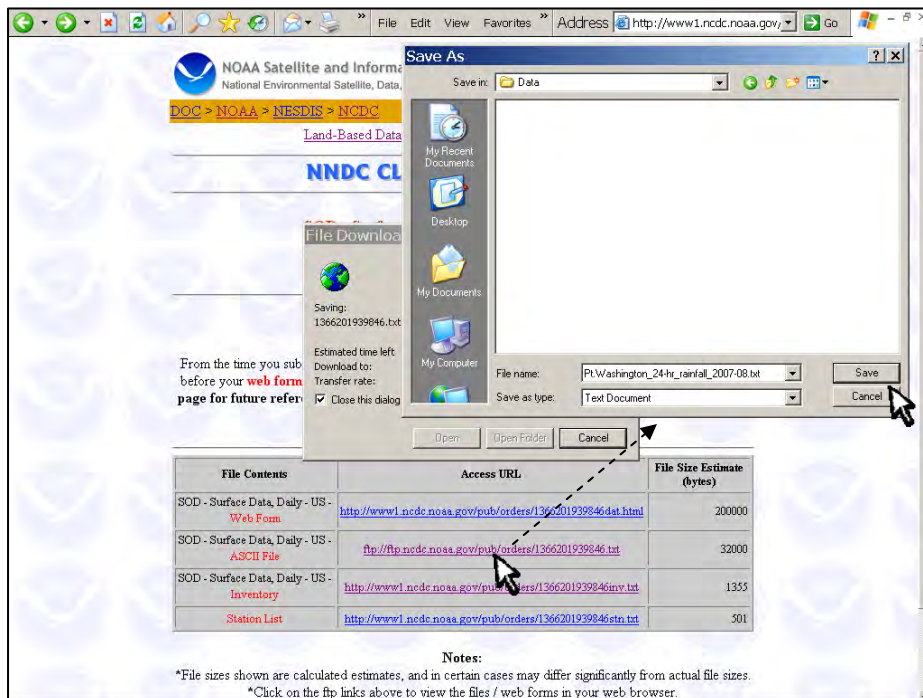 » File Edit View Favorites » Address http://www1.ncdc.noaa.gov/ Go
NOAA Satellite and Informa
National Environmental Satellite, Data,
DOC > NOAA > NESDIS > NCDC
Land-Based Data
NNDC CL
Save As
Save in: Data
My Recent
Documents
Desktop
My Documents
My Computer
File name: Pt.Washington_24-hr_rainfall_2007-08.txt Save
Save as type: Text Document Cancel
File Downloa
Saving:
1366201939846.txt
Estimated time left
Download to:
Transfer rate:
Close this dialog
Open Open Folder Cancel
From the time you sub
before your web form
page for future refer
File Contents Access URL File Size Estimate
(bytes)
SOD - Surface Data, Daily - US -
Web Form http://www1.ncdc.noaa.gov/pub/orders/1366201939846dat.html 200000
SOD - Surface Data, Daily - US -
ASCII File ftp://ftp.ncdc.noaa.gov/pub/orders/1366201939846.txt 32000
SOD - Surface Data, Daily - US -
Inventory http://www1.ncdc.noaa.gov/pub/orders/1366201939846inv.txt 1355
Station List http://www1.ncdc.noaa.gov/pub/orders/1366201939846stn.txt 501
Notes:
*File sizes shown are calculated estimates, and in certain cases may differ significantly from actual file sizes.
*Click on the ftp links above to view the files / web forms in your web browser.